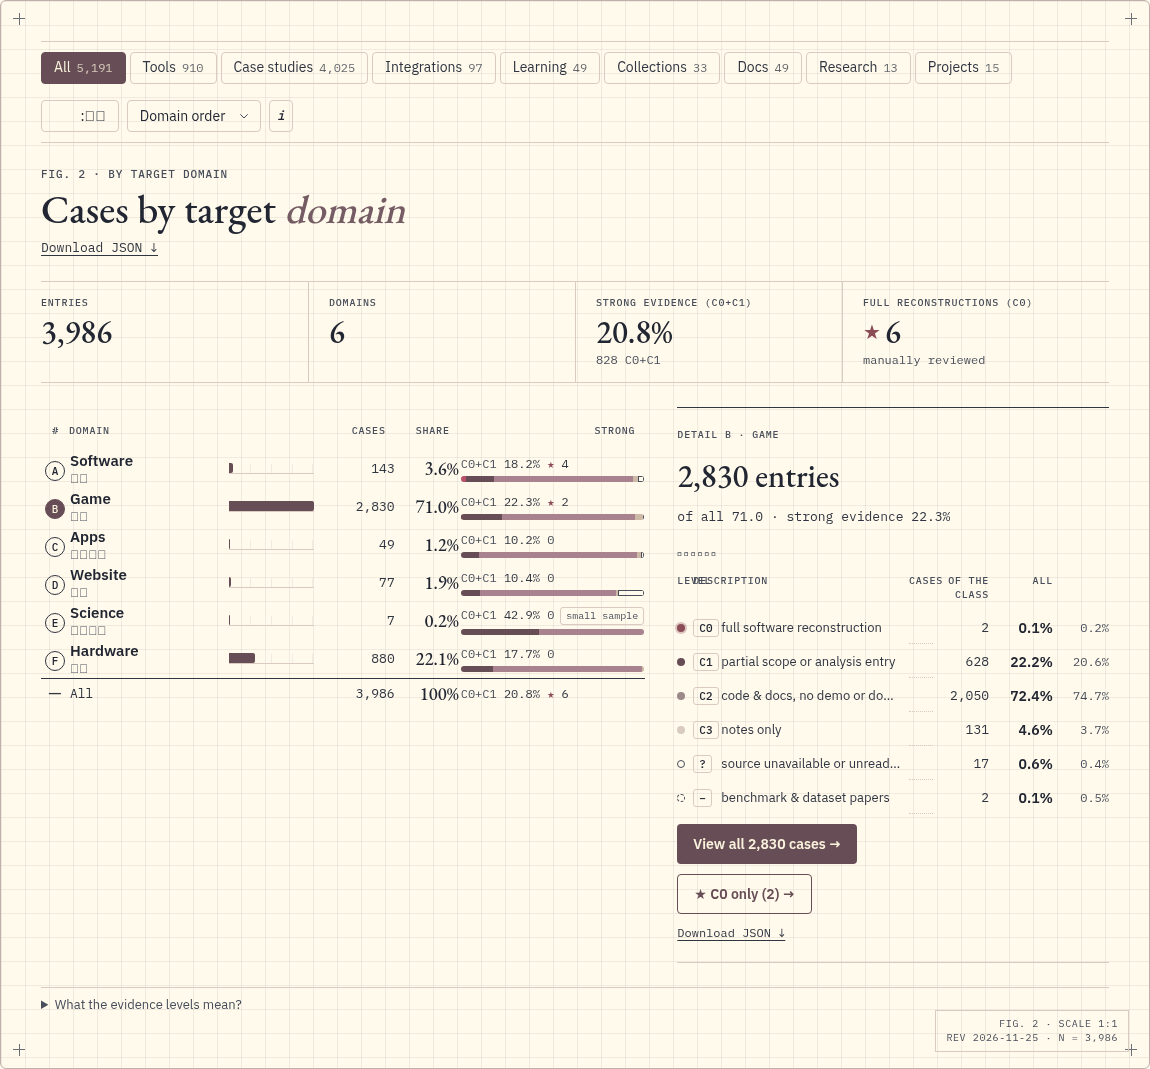 All 5,191
Tools 910
Case studies 4,025
Integrations 97
Learning 49
Collections 33
Docs 49
Research 13
Projects 15
Domain order
i
FIG. 2 · BY TARGET DOMAIN
Cases by target domain
Download JSON ↓
ENTRIES
3,986
DOMAINS
6
STRONG EVIDENCE (C0+C1)
20.8%
828 C0+C1
FULL RECONSTRUCTIONS (C0)
★ 6
manually reviewed
# DOMAIN CASES SHARE STRONG
A Software 143 3.6% C0+C1 18.2% ★ 4
B Game 2,830 71.0% C0+C1 22.3% ★ 2
C Apps 49 1.2% C0+C1 10.2% 0
D Website 77 1.9% C0+C1 10.4% 0
E Science 7 0.2% C0+C1 42.9% 0 small sample
F Hardware 880 22.1% C0+C1 17.7% 0
— All 3,986 100% C0+C1 20.8% ★ 6
DETAIL B · GAME
2,830 entries
of all 71.0 · strong evidence 22.3%
LEVEL DESCRIPTION CASES OF THE CLASS ALL
C0 full software reconstruction 2 0.1% 0.2%
C1 partial scope or analysis entry 628 22.2% 20.6%
C2 code & docs, no demo or do… 2,050 72.4% 74.7%
C3 notes only 131 4.6% 3.7%
? source unavailable or unread… 17 0.6% 0.4%
– benchmark & dataset papers 2 0.1% 0.5%
View all 2,830 cases →
★ C0 only (2) →
Download JSON ↓
▶ What the evidence levels mean?
FIG. 2 · SCALE 1:1
REV 2026-11-25 · N = 3,986